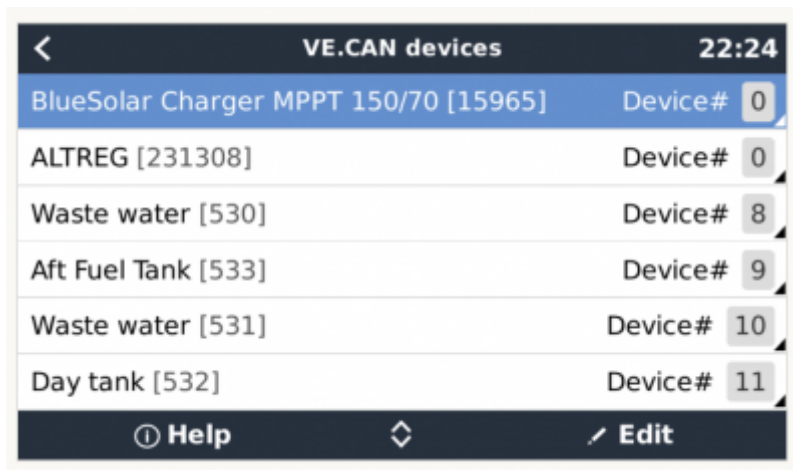 VE.CAN devices 22:24
BlueSolar Charger MPPT 150/70 [15965] Device# 0
ALTREG [231308] Device# 0
Waste water [530] Device# 8
Aft Fuel Tank [533] Device# 9
Waste water [531] Device# 10
Day tank [532] Device# 11
Help Edit